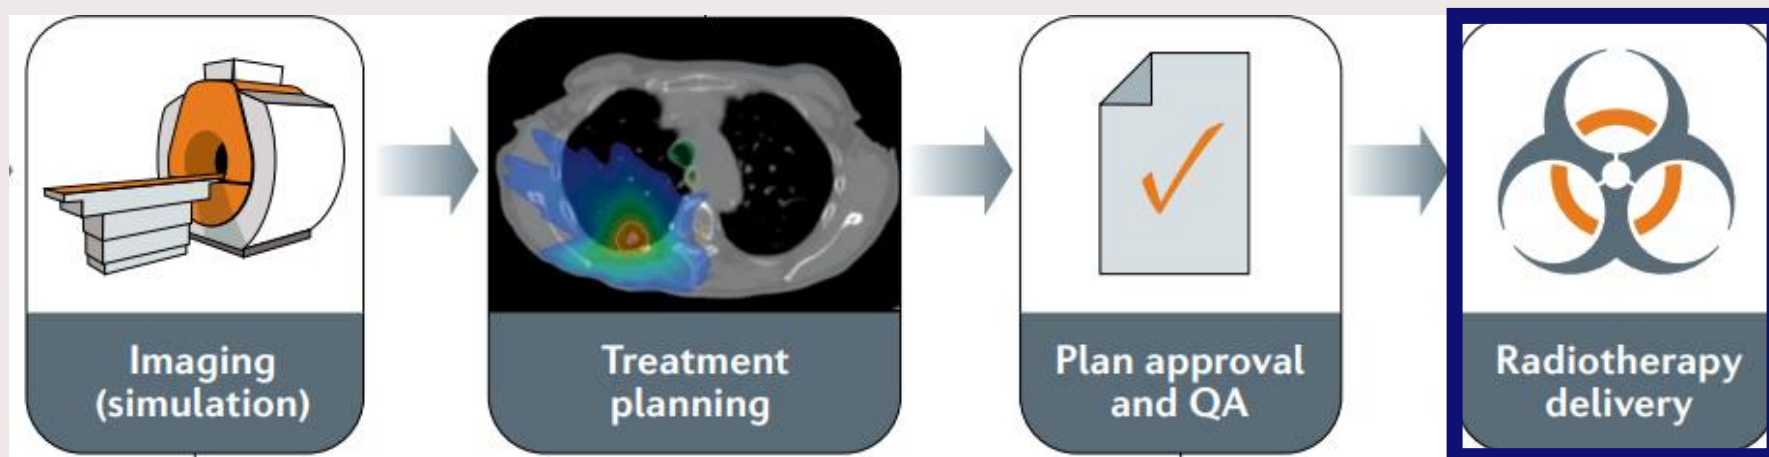 Imaging
(simulation)
Treatment
planning
Plan approval
and QA
Radiotherapy
delivery